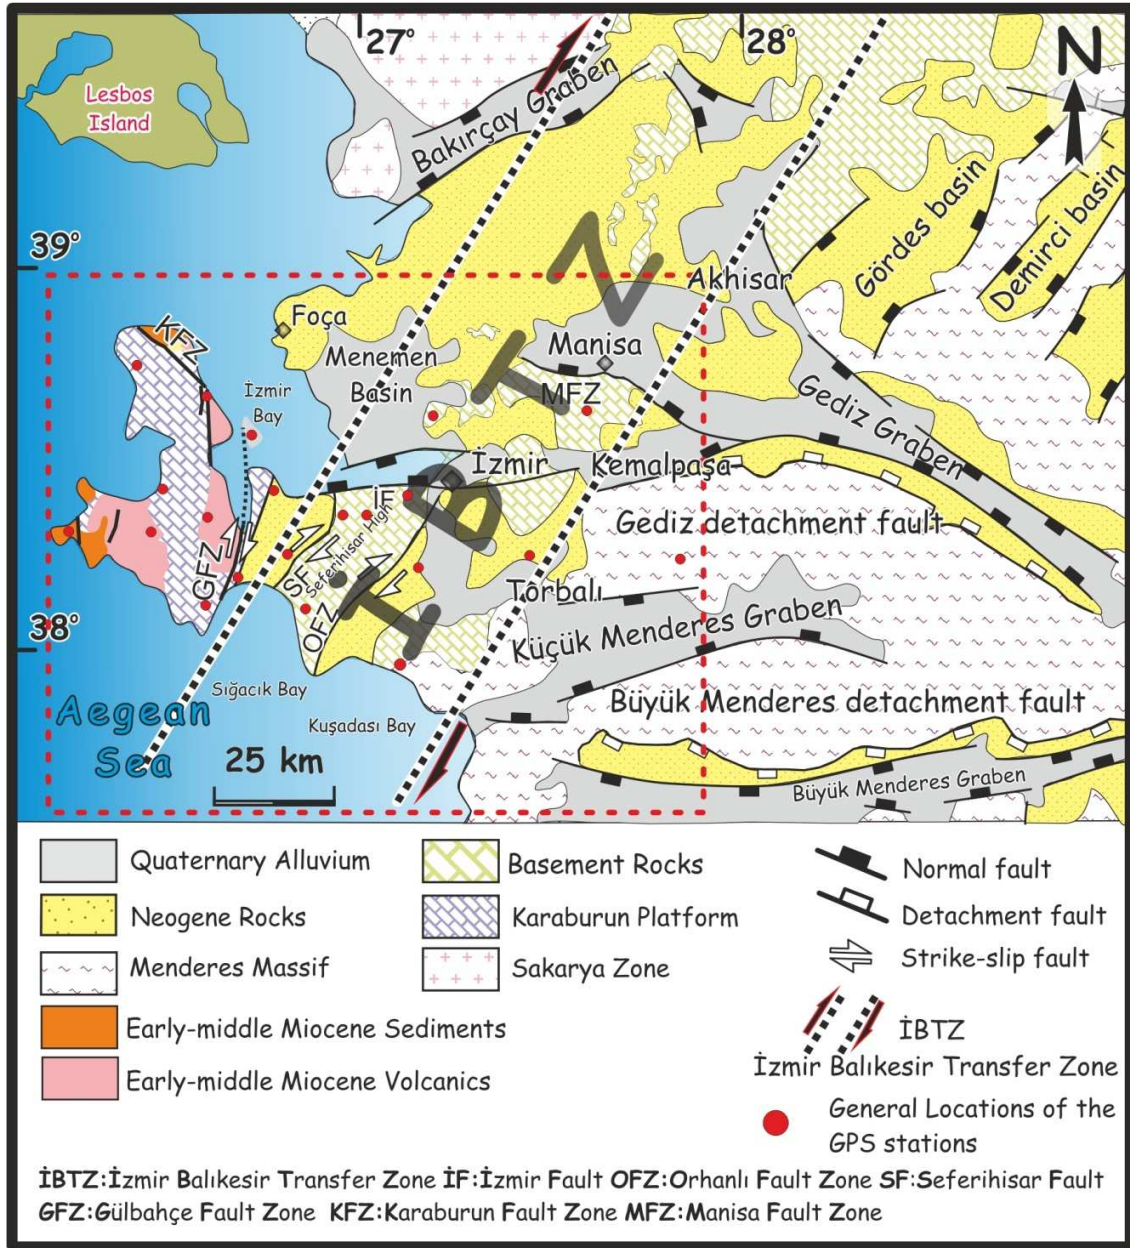 27°
28°
N
Lesbos
Island
Bakırçay Graben
39°
Gördes basin
Demirci basin
Akhisar
KFZ
Foça
Menemen
Basin
Manisa
MFZ
İzmir
Bay
Gediz Graben
İzmir
Kemalpaşa
İF
Gediz detachment fault
GFZ
SF
Seferihisar High
OFZ
İBTZ
38°
Torbalı
Küçük Menderes Graben
Sığacık Bay
Büyük Menderes detachment fault
Aegean
Sea
Kuşadası Bay
25 km
Büyük Menderes Graben
Quaternary Alluvium
Neogene Rocks
Menderes Massif
Early-middle Miocene Sediments
Early-middle Miocene Volcanics
Basement Rocks
Karaburun Platform
Sakarya Zone
Normal fault
Detachment fault
Strike-slip fault
İBTZ
İzmir Balıkesir Transfer Zone
General Locations of the
GPS stations
İBTZ:İzmir Balıkesir Transfer Zone İF:İzmir Fault OFZ:Orhanlı Fault Zone SF:Seferihisar Fault
GFZ:Gülbahçe Fault Zone KFZ:Karaburun Fault Zone MFZ:Manisa Fault Zone